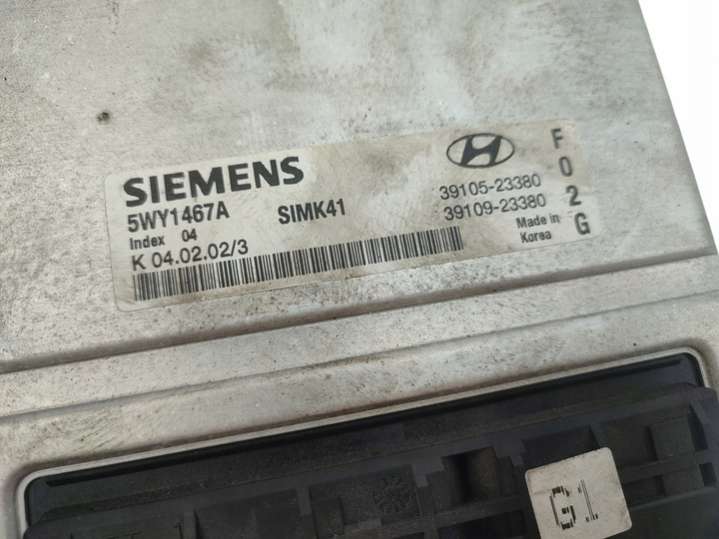 SIEMENS
5WY1467A SIMK41
Index 04
K 04.02.02/3
39105-23380
39109-23380
Made in
Korea
F
0
2
G
G1